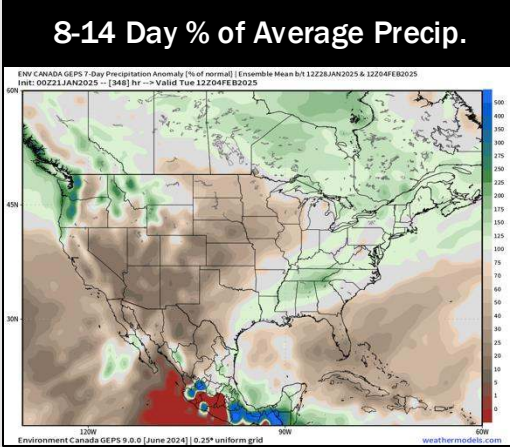 8-14 Day % of Average Precip.
ENV CANADA GEPS 7-Day Precipitation Anomaly [% of normal] | Ensemble Mean b/t 12Z28JAN2025 & 12Z04FEB2025
Init: 00Z21JAN2025 -- [348] hr --> Valid Tue 12Z04FEB2025
60N
45N
30N
120W
90W
60W
500
400
350
300
275
250
225
200
175
150
125
100
75
70
60
50
40
30
25
20
10
5
1
0
Environment Canada GEPS 9.0.0 [June 2024] | 0.25° uniform grid
weathermodels.com